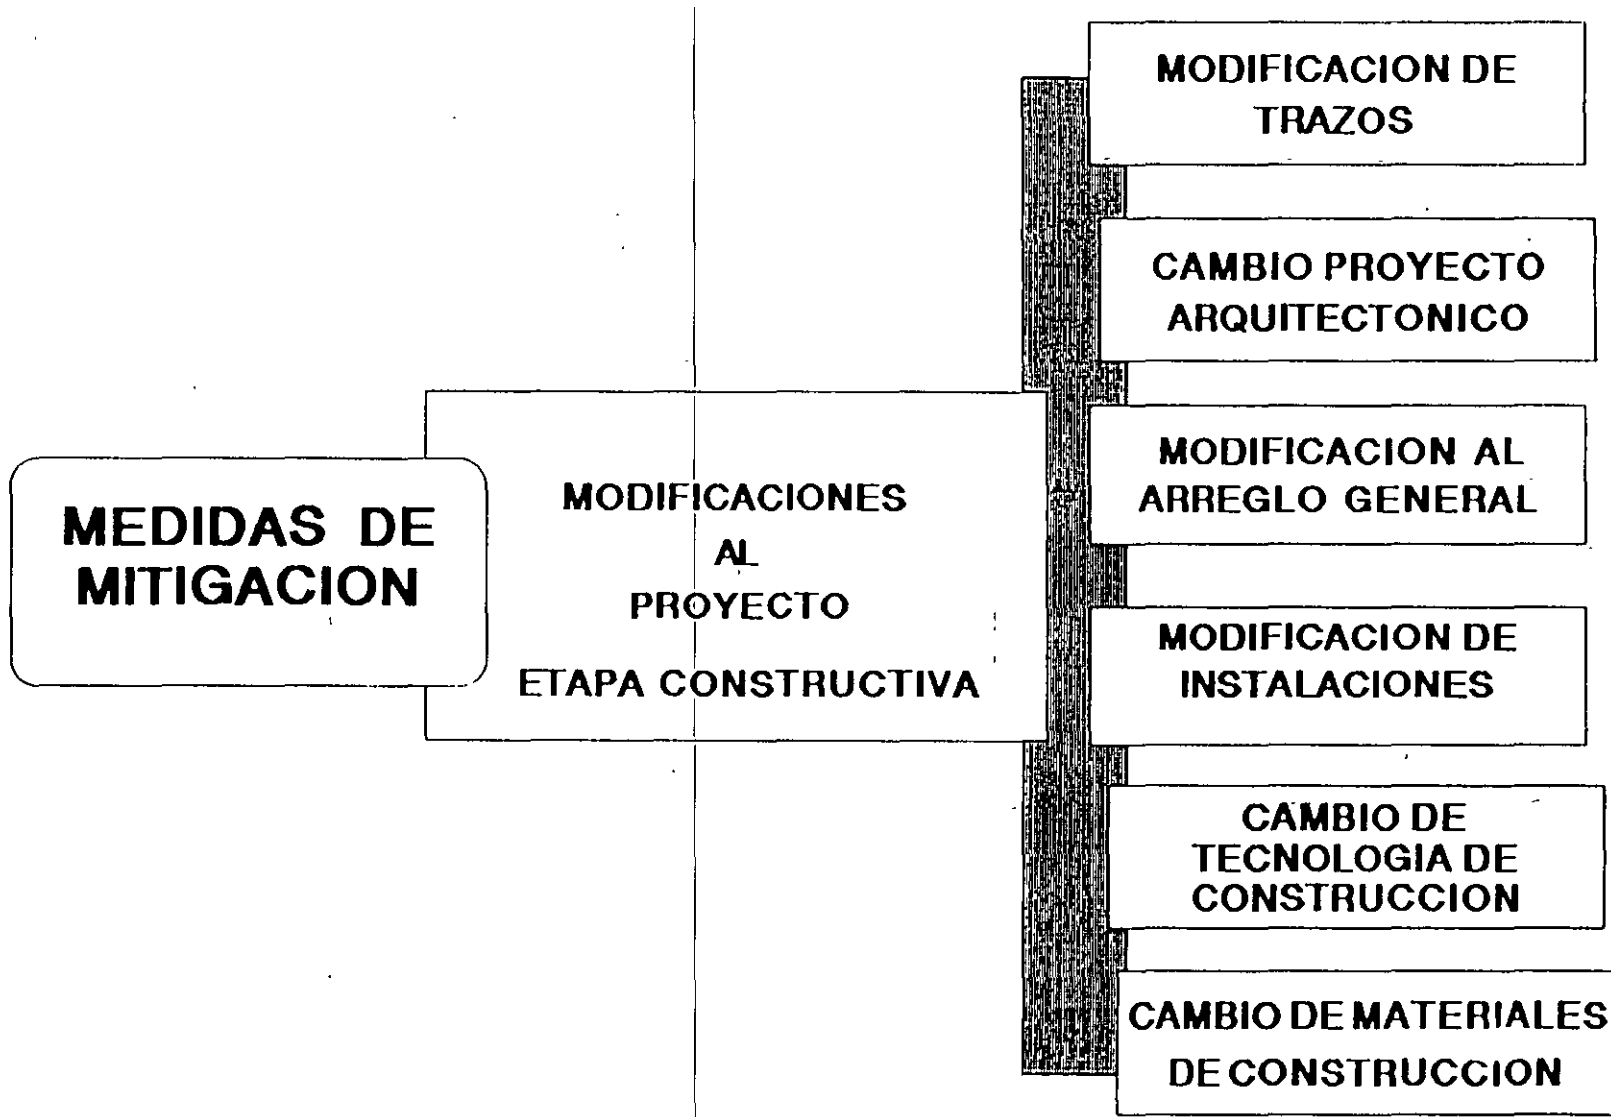 MEDIDAS DE
MITIGACION
MODIFICACIONES
AL
PROYECTO
ETAPA CONSTRUCTIVA
MODIFICACION DE
TRAZOS
CAMBIO PROYECTO
ARQUITECTONICO
MODIFICACION AL
ARREGLO GENERAL
MODIFICACION DE
INSTALACIONES
CAMBIO DE
TECNOLOGIA DE
CONSTRUCCION
CAMBIO DE MATERIALES
DE CONSTRUCCION